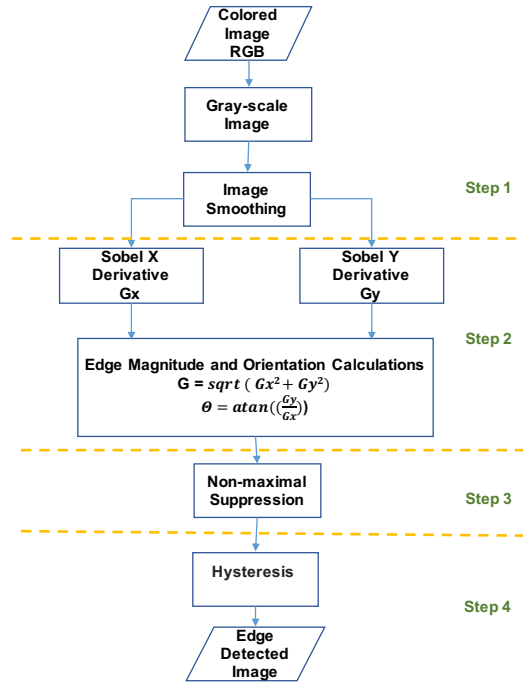 Colored
Image
RGB
Gray-scale
Image
Image
Smoothing
Step 1
Sobel X
Derivative
Gx
Sobel Y
Derivative
Gy
Step 2
Edge Magnitude and Orientation Calculations
G = sqrt ( Gx² + Gy²)
Θ = atan((Gy/Gx))
Non-maximal
Suppression
Step 3
Hysteresis
Step 4
Edge
Detected
Image